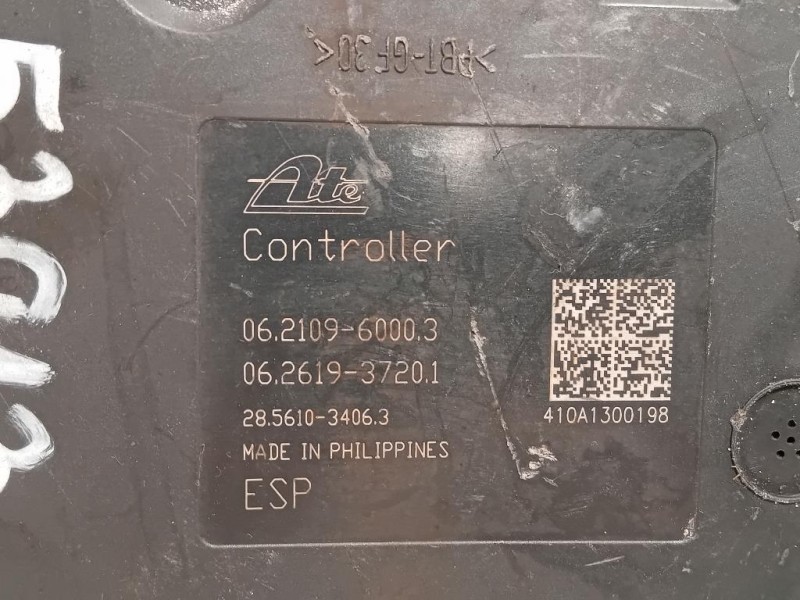 >PBT-GF30<
Ate
Controller
06.2109-6000.3
06.2619-3720.1
28.5610-3406.3
410A1300198
MADE IN PHILIPPINES
ESP